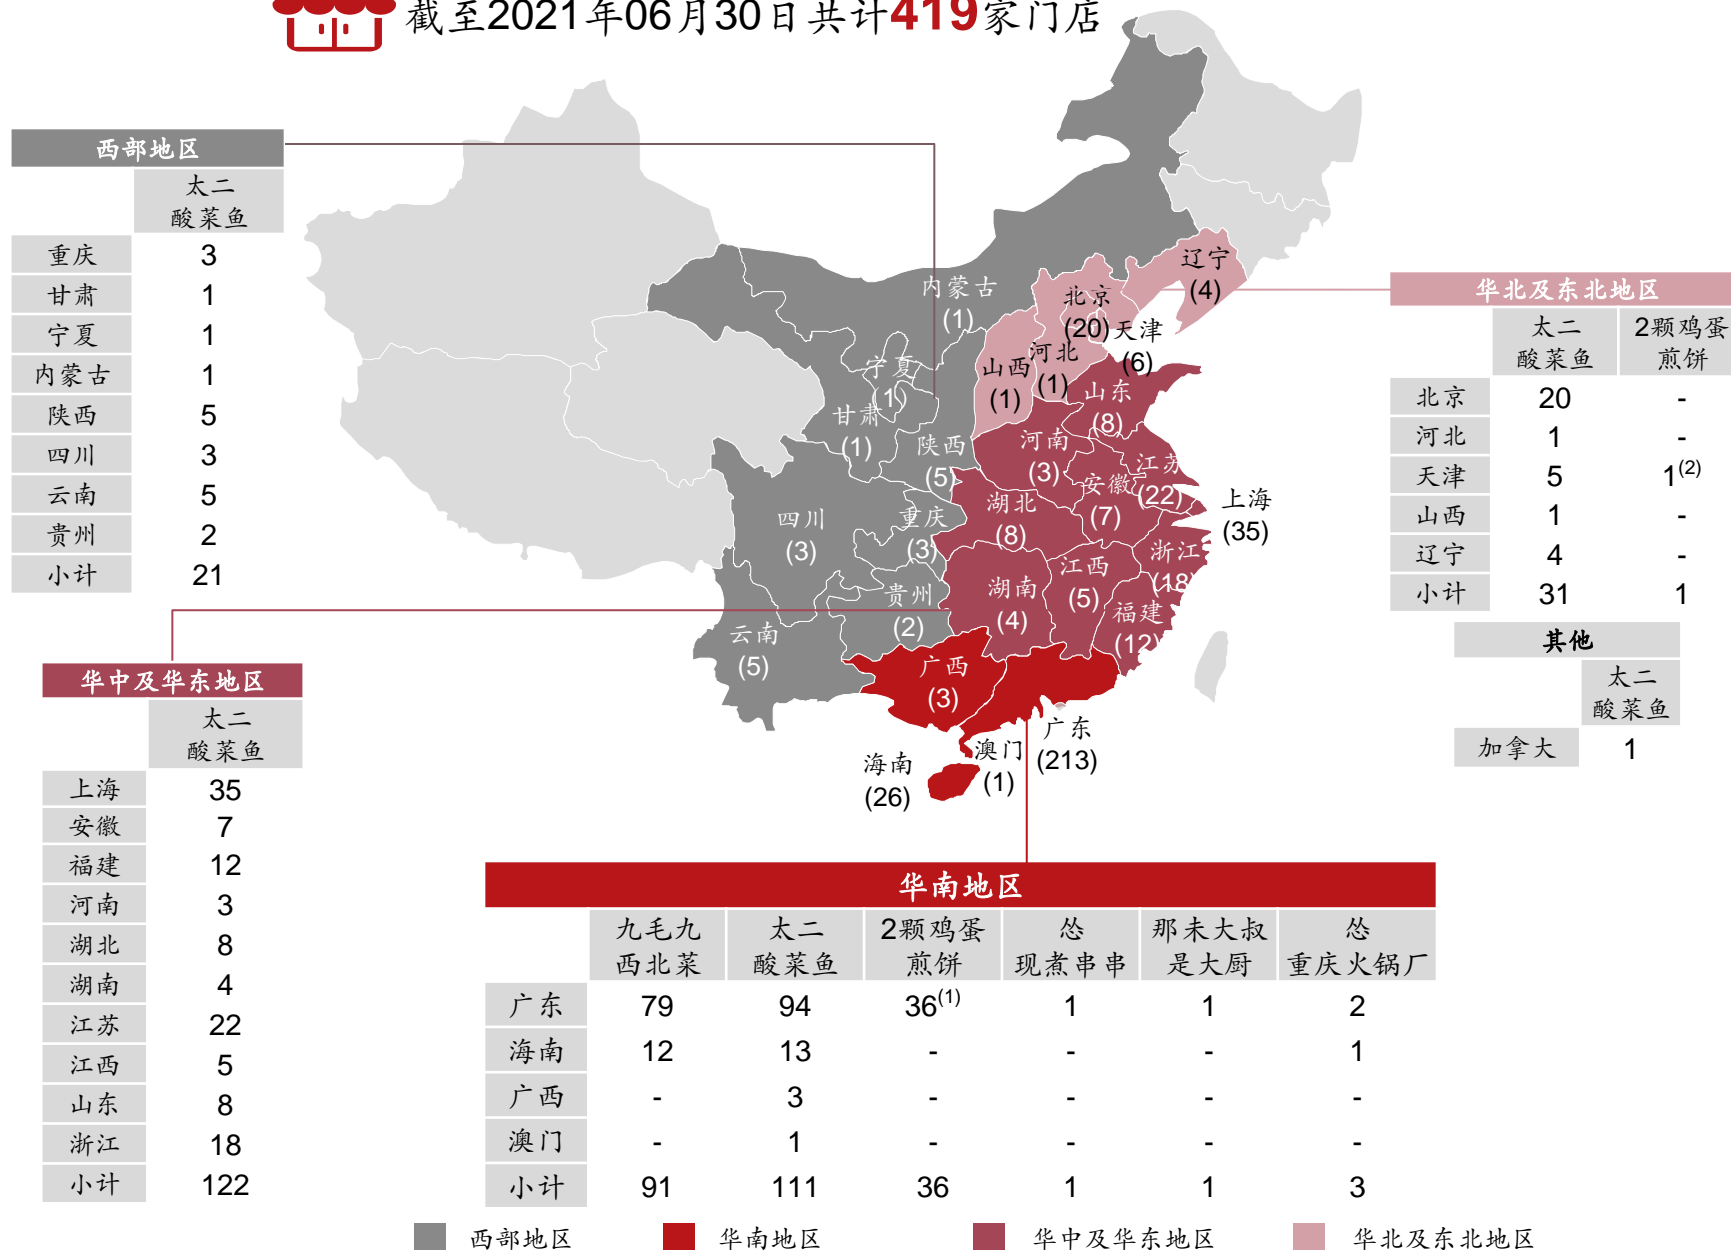 截至2021年06月30日共计419家门店
西部地区
太二
酸菜鱼
重庆 3
甘肃 1
宁夏 1
内蒙古 1
陕西 5
四川 3
云南 5
贵州 2
小计 21
华中及华东地区
太二
酸菜鱼
上海 35
安徽 7
福建 12
河南 3
湖北 8
湖南 4
江苏 22
江西 5
山东 8
浙江 18
小计 122
内蒙古
(1)
宁夏
(1)
甘肃
(1)
陕西
(5)
四川
(3)
重庆
(3)
贵州
(2)
云南
(5)
辽宁
(4)
北京
(20)
天津
(6)
河北
(1)
山西
(1)
山东
(8)
河南
(3)
江苏
(22)
安徽
(7)
上海
(35)
湖北
(8)
浙江
(18)
江西
(5)
湖南
(4)
福建
(12)
广西
(3)
广东
(213)
澳门
(1)
海南
(26)
华北及东北地区
太二 2颗鸡蛋
酸菜鱼 煎饼
北京 20 -
河北 1 -
天津 5 1(2)
山西 1 -
辽宁 4 -
小计 31 1
其他
太二
酸菜鱼
加拿大 1
华南地区
九毛九 太二 2颗鸡蛋 怂 那未大叔 怂
西北菜 酸菜鱼 煎饼 现煮串串 是大厨 重庆火锅厂
广东 79 94 36(1) 1 1 2
海南 12 13 - - - 1
广西 - 3 - - - -
澳门 - 1 - - - -
小计 91 111 36 1 1 3
西部地区 华南地区 华中及华东地区 华北及东北地区